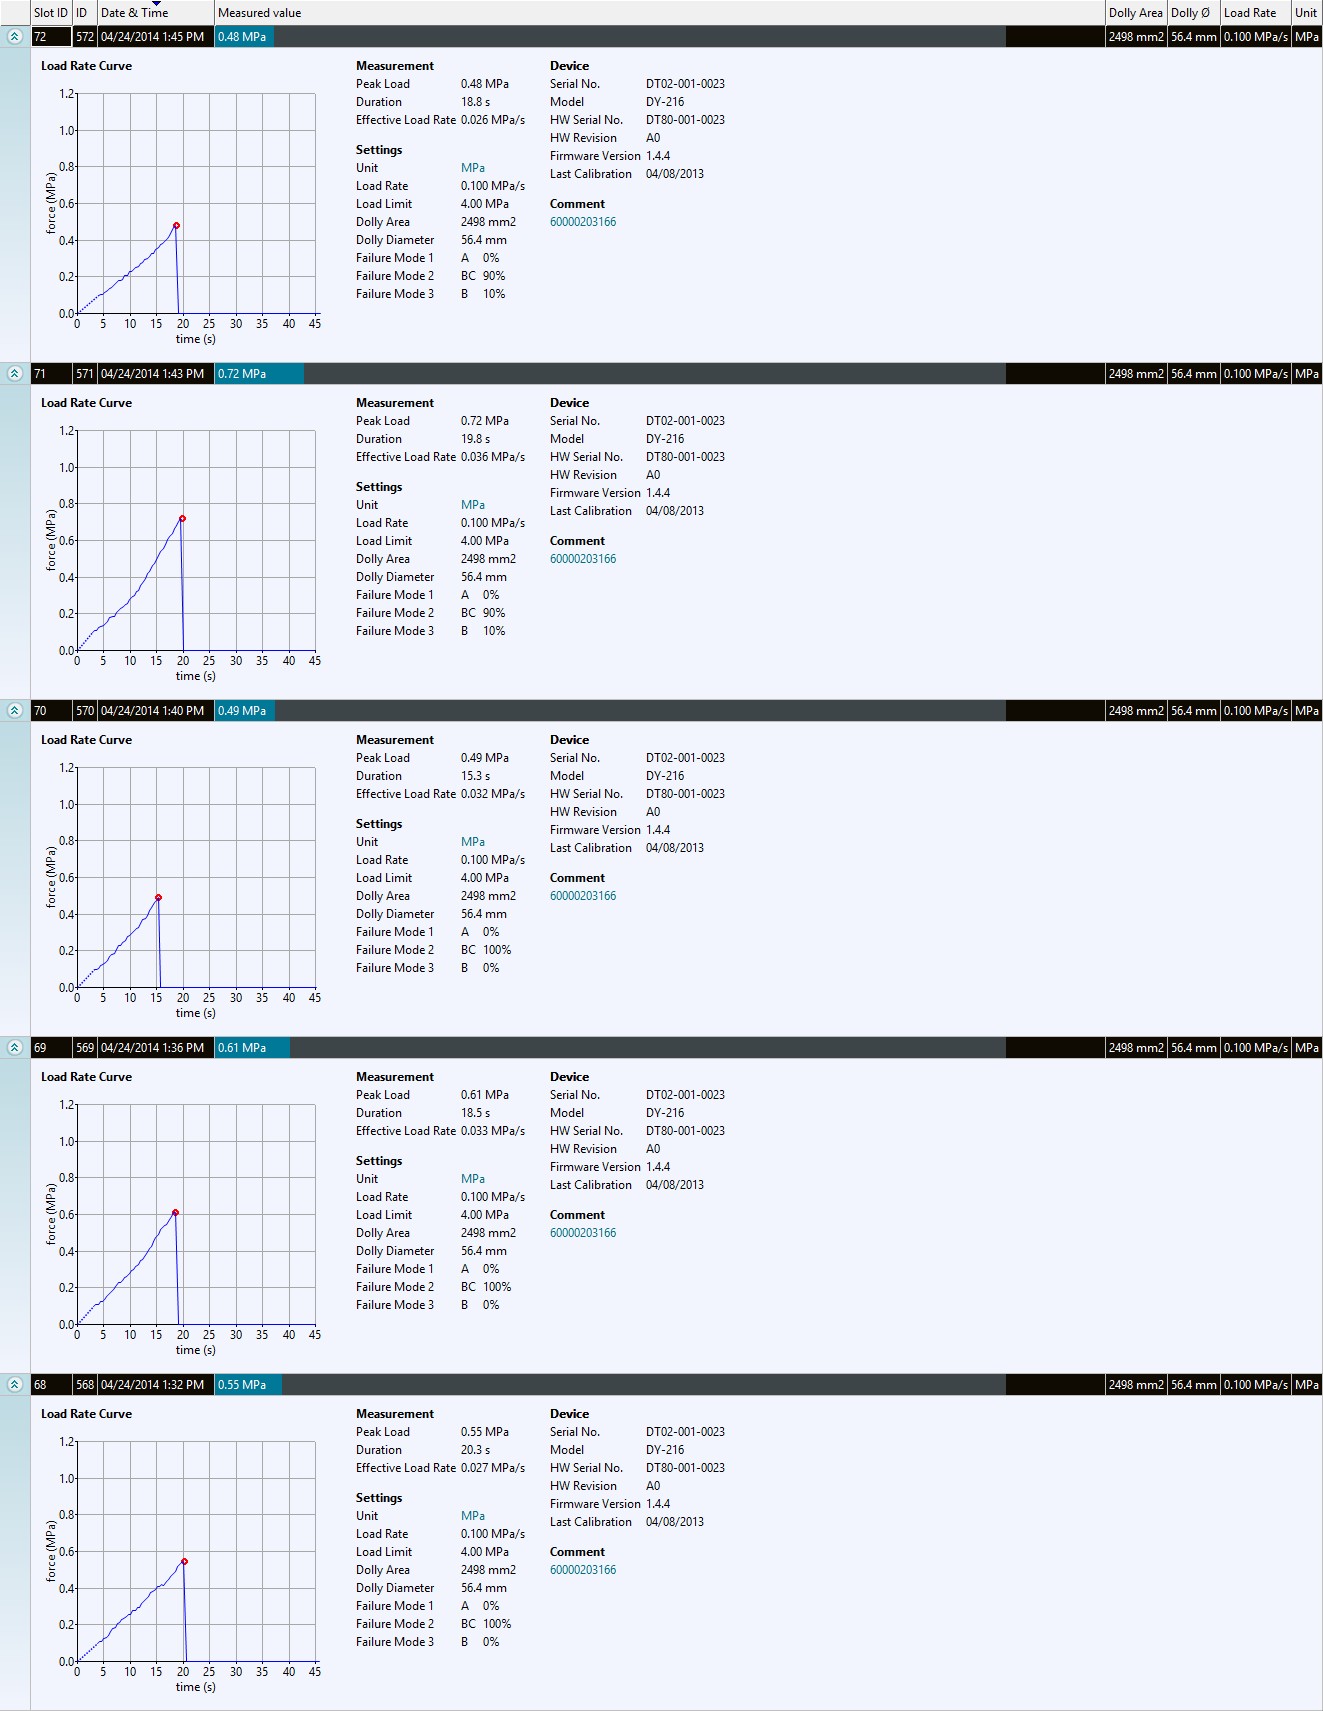 Slot ID ID Date & Time Measured value Dolly Area Dolly Ø Load Rate Unit
72 572 04/24/2014 1:45 PM 0.48 MPa 2498 mm2 56.4 mm 0.100 MPa/s MPa
Load Rate Curve
1.2
1.0
0.8
0.6
0.4
0.2
0.0
force (MPa)
0 5 10 15 20 25 30 35 40 45
time (s)
Measurement
Peak Load 0.48 MPa
Duration 18.8 s
Effective Load Rate 0.026 MPa/s
Settings
Unit MPa
Load Rate 0.100 MPa/s
Load Limit 4.00 MPa
Dolly Area 2498 mm2
Dolly Diameter 56.4 mm
Failure Mode 1 A 0%
Failure Mode 2 BC 90%
Failure Mode 3 B 10%
Device
Serial No. DT02-001-0023
Model DY-216
HW Serial No. DT80-001-0023
HW Revision A0
Firmware Version 1.4.4
Last Calibration 04/08/2013
Comment
60000203166
71 571 04/24/2014 1:43 PM 0.72 MPa 2498 mm2 56.4 mm 0.100 MPa/s MPa
Load Rate Curve
1.2
1.0
0.8
0.6
0.4
0.2
0.0
force (MPa)
0 5 10 15 20 25 30 35 40 45
time (s)
Measurement
Peak Load 0.72 MPa
Duration 19.8 s
Effective Load Rate 0.036 MPa/s
Settings
Unit MPa
Load Rate 0.100 MPa/s
Load Limit 4.00 MPa
Dolly Area 2498 mm2
Dolly Diameter 56.4 mm
Failure Mode 1 A 0%
Failure Mode 2 BC 90%
Failure Mode 3 B 10%
Device
Serial No. DT02-001-0023
Model DY-216
HW Serial No. DT80-001-0023
HW Revision A0
Firmware Version 1.4.4
Last Calibration 04/08/2013
Comment
60000203166
70 570 04/24/2014 1:40 PM 0.49 MPa 2498 mm2 56.4 mm 0.100 MPa/s MPa
Load Rate Curve
1.2
1.0
0.8
0.6
0.4
0.2
0.0
force (MPa)
0 5 10 15 20 25 30 35 40 45
time (s)
Measurement
Peak Load 0.49 MPa
Duration 15.3 s
Effective Load Rate 0.032 MPa/s
Settings
Unit MPa
Load Rate 0.100 MPa/s
Load Limit 4.00 MPa
Dolly Area 2498 mm2
Dolly Diameter 56.4 mm
Failure Mode 1 A 0%
Failure Mode 2 BC 100%
Failure Mode 3 B 0%
Device
Serial No. DT02-001-0023
Model DY-216
HW Serial No. DT80-001-0023
HW Revision A0
Firmware Version 1.4.4
Last Calibration 04/08/2013
Comment
60000203166
69 569 04/24/2014 1:36 PM 0.61 MPa 2498 mm2 56.4 mm 0.100 MPa/s MPa
Load Rate Curve
1.2
1.0
0.8
0.6
0.4
0.2
0.0
force (MPa)
0 5 10 15 20 25 30 35 40 45
time (s)
Measurement
Peak Load 0.61 MPa
Duration 18.5 s
Effective Load Rate 0.033 MPa/s
Settings
Unit MPa
Load Rate 0.100 MPa/s
Load Limit 4.00 MPa
Dolly Area 2498 mm2
Dolly Diameter 56.4 mm
Failure Mode 1 A 0%
Failure Mode 2 BC 100%
Failure Mode 3 B 0%
Device
Serial No. DT02-001-0023
Model DY-216
HW Serial No. DT80-001-0023
HW Revision A0
Firmware Version 1.4.4
Last Calibration 04/08/2013
Comment
60000203166
68 568 04/24/2014 1:32 PM 0.55 MPa 2498 mm2 56.4 mm 0.100 MPa/s MPa
Load Rate Curve
1.2
1.0
0.8
0.6
0.4
0.2
0.0
force (MPa)
0 5 10 15 20 25 30 35 40 45
time (s)
Measurement
Peak Load 0.55 MPa
Duration 20.3 s
Effective Load Rate 0.027 MPa/s
Settings
Unit MPa
Load Rate 0.100 MPa/s
Load Limit 4.00 MPa
Dolly Area 2498 mm2
Dolly Diameter 56.4 mm
Failure Mode 1 A 0%
Failure Mode 2 BC 100%
Failure Mode 3 B 0%
Device
Serial No. DT02-001-0023
Model DY-216
HW Serial No. DT80-001-0023
HW Revision A0
Firmware Version 1.4.4
Last Calibration 04/08/2013
Comment
60000203166